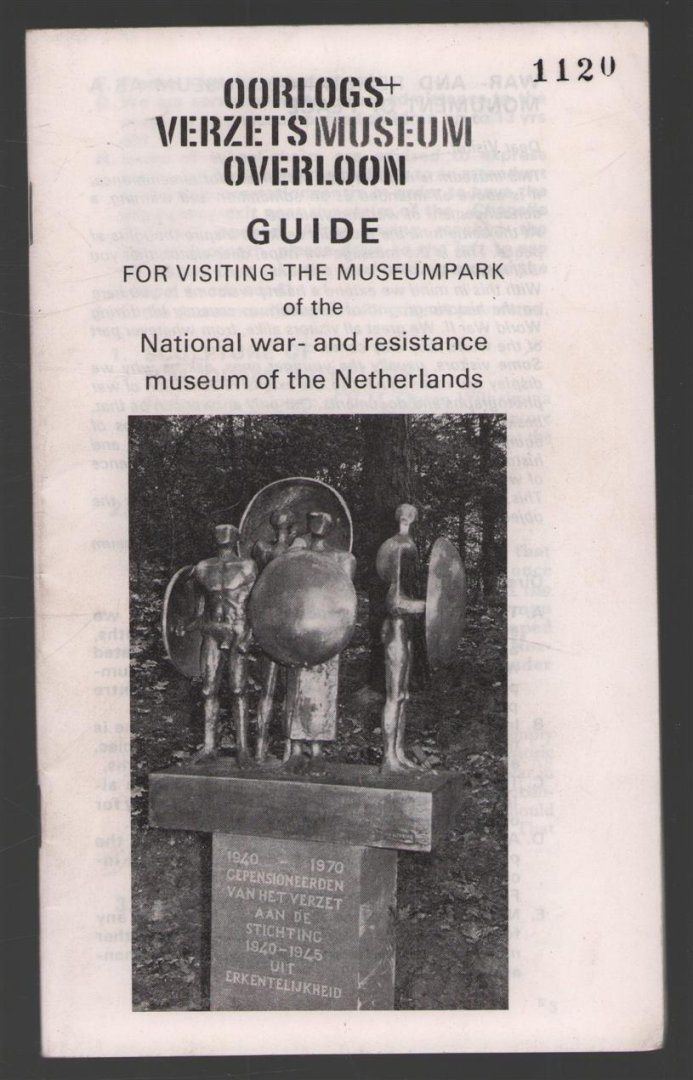 1120
OORLOGS+
VERZETSMUSEUM
OVERLOON
GUIDE
FOR VISITING THE MUSEUMPARK
of the
National war- and resistance
museum of the Netherlands
1940 - 1970
GEPENSIONEERDEN
VAN HET VERZET
AAN DE
STICHTING
1940-1945
UIT
ERKENTELIJKHEID